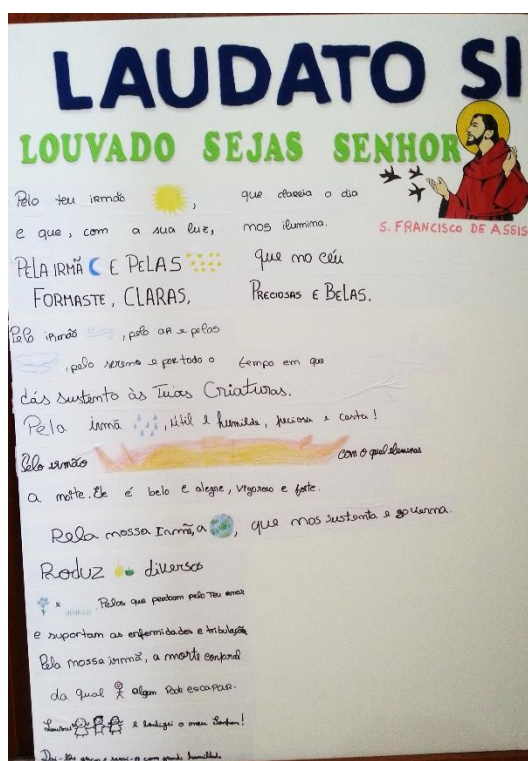 LAUDATO SI
LOUVADO SEJAS SENHOR
S. FRANCISCO DE ASSIS
Pelo teu irmão , que clareia o dia
e que, com a sua luz, nos ilumina.
PELA IRMÃ E PELAS que no céu
FORMASTE, CLARAS, PRECIOSAS E BELAS.
Pelo irmão , pelo ar e pelas
, pelo sereno e por todo o tempo em que
dás sustento às Tuas Criaturas.
Pela irmã , útil e humilde, preciosa e casta!
Pelo irmão com o qual iluminas
a noite. Ele é belo e alegre, vigoroso e forte.
Pela nossa Irmã, a , que nos sustenta e governa.
Produz diversos
e . Pelos que perdoam pelo Teu amor
e suportam as enfermidades e tribulação
Pela nossa irmã, a morte corporal
da qual algem Pode escapar.
Louvai e bendizei o meu Senhor!